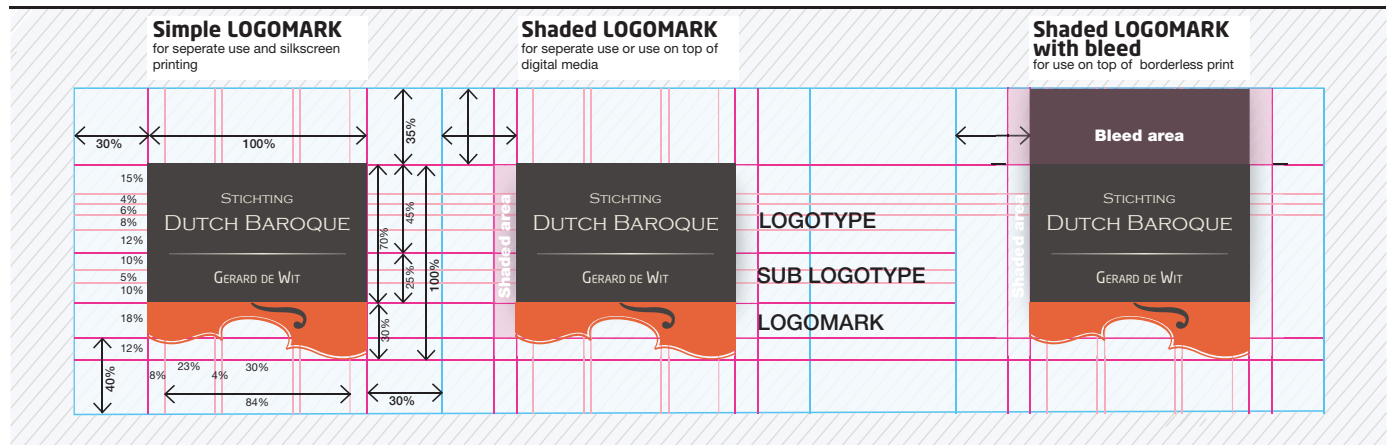 Simple LOGOMARK
for seperate use and silkscreen
printing
Shaded LOGOMARK
for seperate use or use on top of
digital media
Shaded LOGOMARK
with bleed
for use on top of borderless print
30%
100%
35%
Bleed area
15%
4%
6%
8%
12%
10%
5%
10%
18%
12%
40%
STICHTING
DUTCH BAROQUE
GERARD DE WIT
70%
45%
25%
100%
30%
8%
23%
4%
30%
84%
30%
Shaded area
STICHTING
DUTCH BAROQUE
GERARD DE WIT
LOGOTYPE
SUB LOGOTYPE
LOGOMARK
Shaded area
STICHTING
DUTCH BAROQUE
GERARD DE WIT